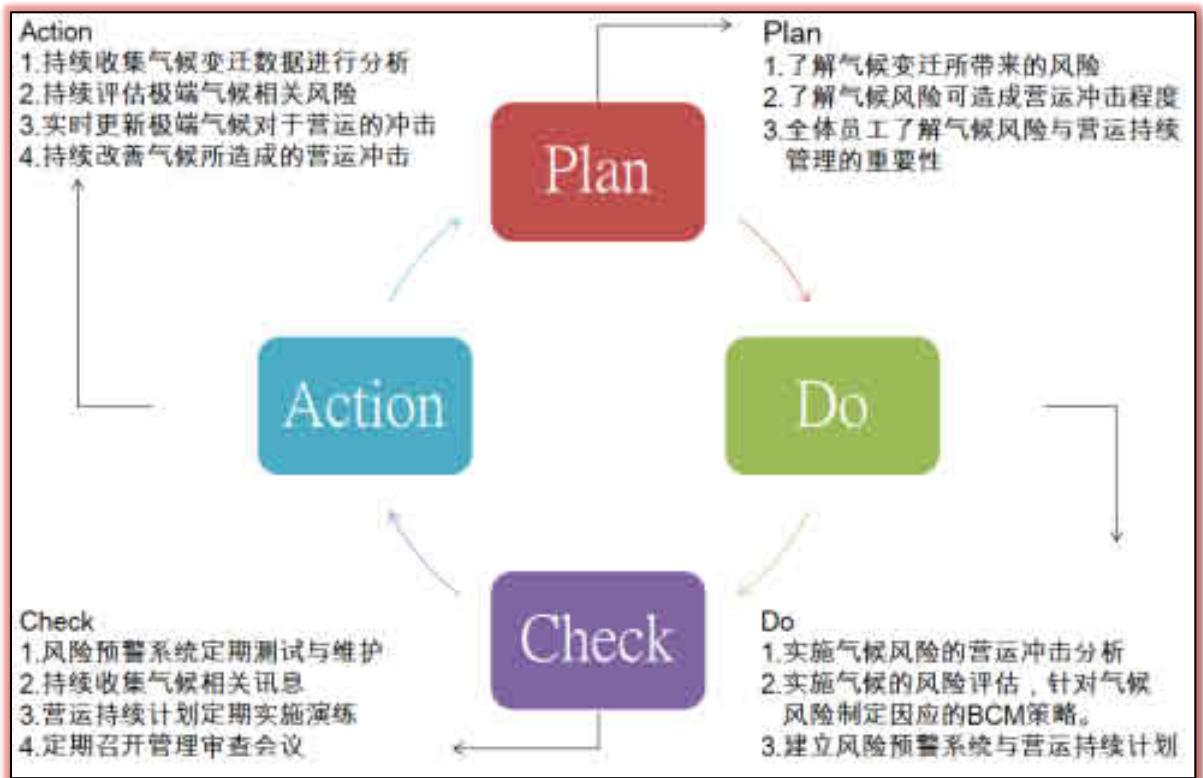 Action
1.持续收集气候变迁数据进行分析
2.持续评估极端气候相关风险
3.实时更新极端气候对于营运的冲击
4.持续改善气候所造成的营运冲击
Plan
1.了解气候变迁所带来的风险
2.了解气候风险可造成营运冲击程度
3.全体员工了解气候风险与营运持续
管理的重要性
Plan
Action
Do
Check
Check
1.风险预警系统定期测试与维护
2.持续收集气候相关讯息
3.营运持续计划定期实施演练
4.定期召开管理审查会议
Do
1.实施气候风险的营运冲击分析
2.实施气候的风险评估，针对气候
风险制定因应的BCM策略。
3.建立风险预警系统与营运持续计划